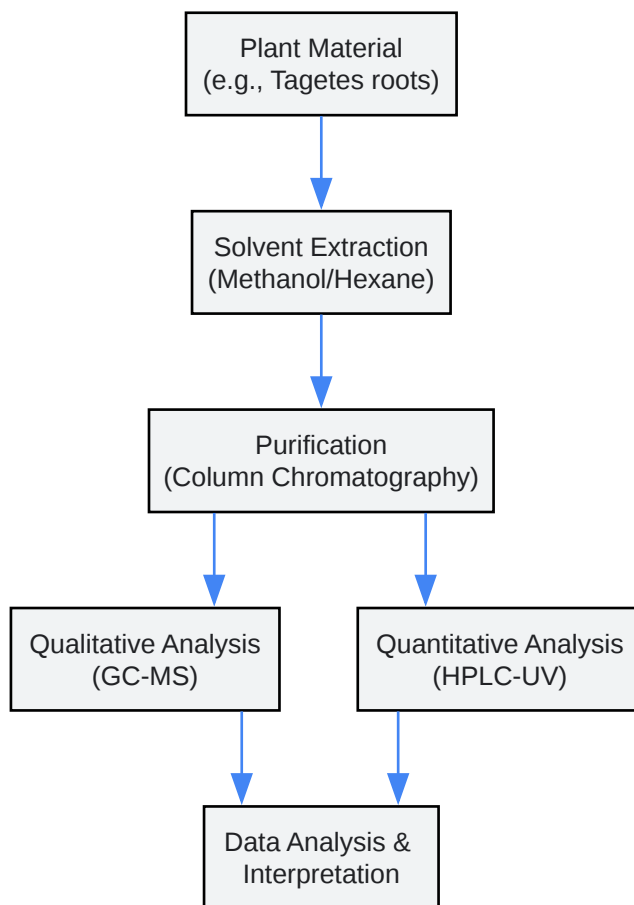 Plant Material
(e.g., Tagetes roots)
Solvent Extraction
(Methanol/Hexane)
Purification
(Column Chromatography)
Qualitative Analysis
(GC-MS)
Quantitative Analysis
(HPLC-UV)
Data Analysis &
Interpretation